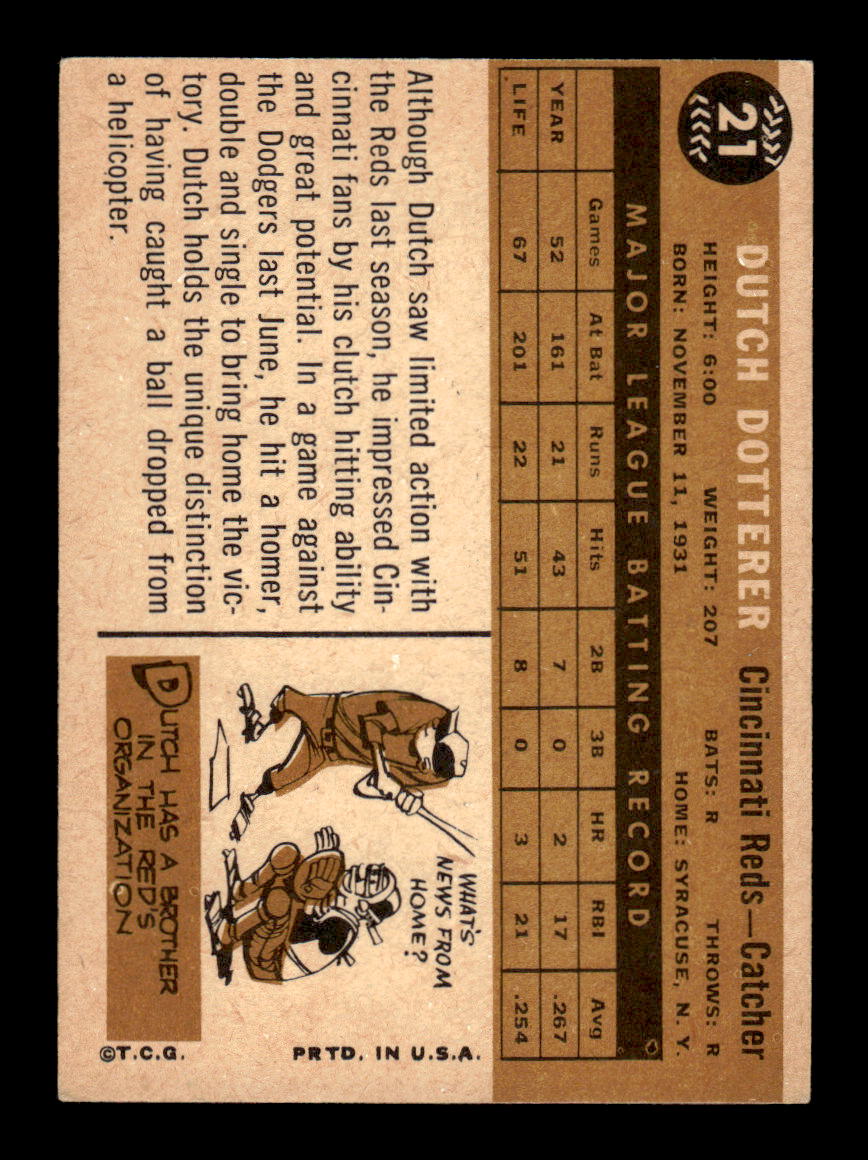 21
DUTCH DOTTERER Cincinnati Reds—Catcher
HEIGHT: 6:00 WEIGHT: 207 BATS: R THROWS: R
BORN: NOVEMBER 11, 1931 HOME: SYRACUSE, N. Y.
MAJOR LEAGUE BATTING RECORD
Games At Bat Runs Hits 2B 3B HR RBI Avg
YEAR 52 161 21 43 7 0 2 17 .267
LIFE 67 201 22 51 8 0 3 21 .254
Although Dutch saw limited action with
the Reds last season, he impressed Cin-
cinnati fans by his clutch hitting ability
and great potential. In a game against
the Dodgers last June, he hit a homer,
double and single to bring home the vic-
tory. Dutch holds the unique distinction
of having caught a ball dropped from
a helicopter.
WHAT'S
NEWS FROM
HOME?
DUTCH HAS A BROTHER
IN THE RED'S
ORGANIZATION
©T.C.G. PRTD. IN U.S.A.